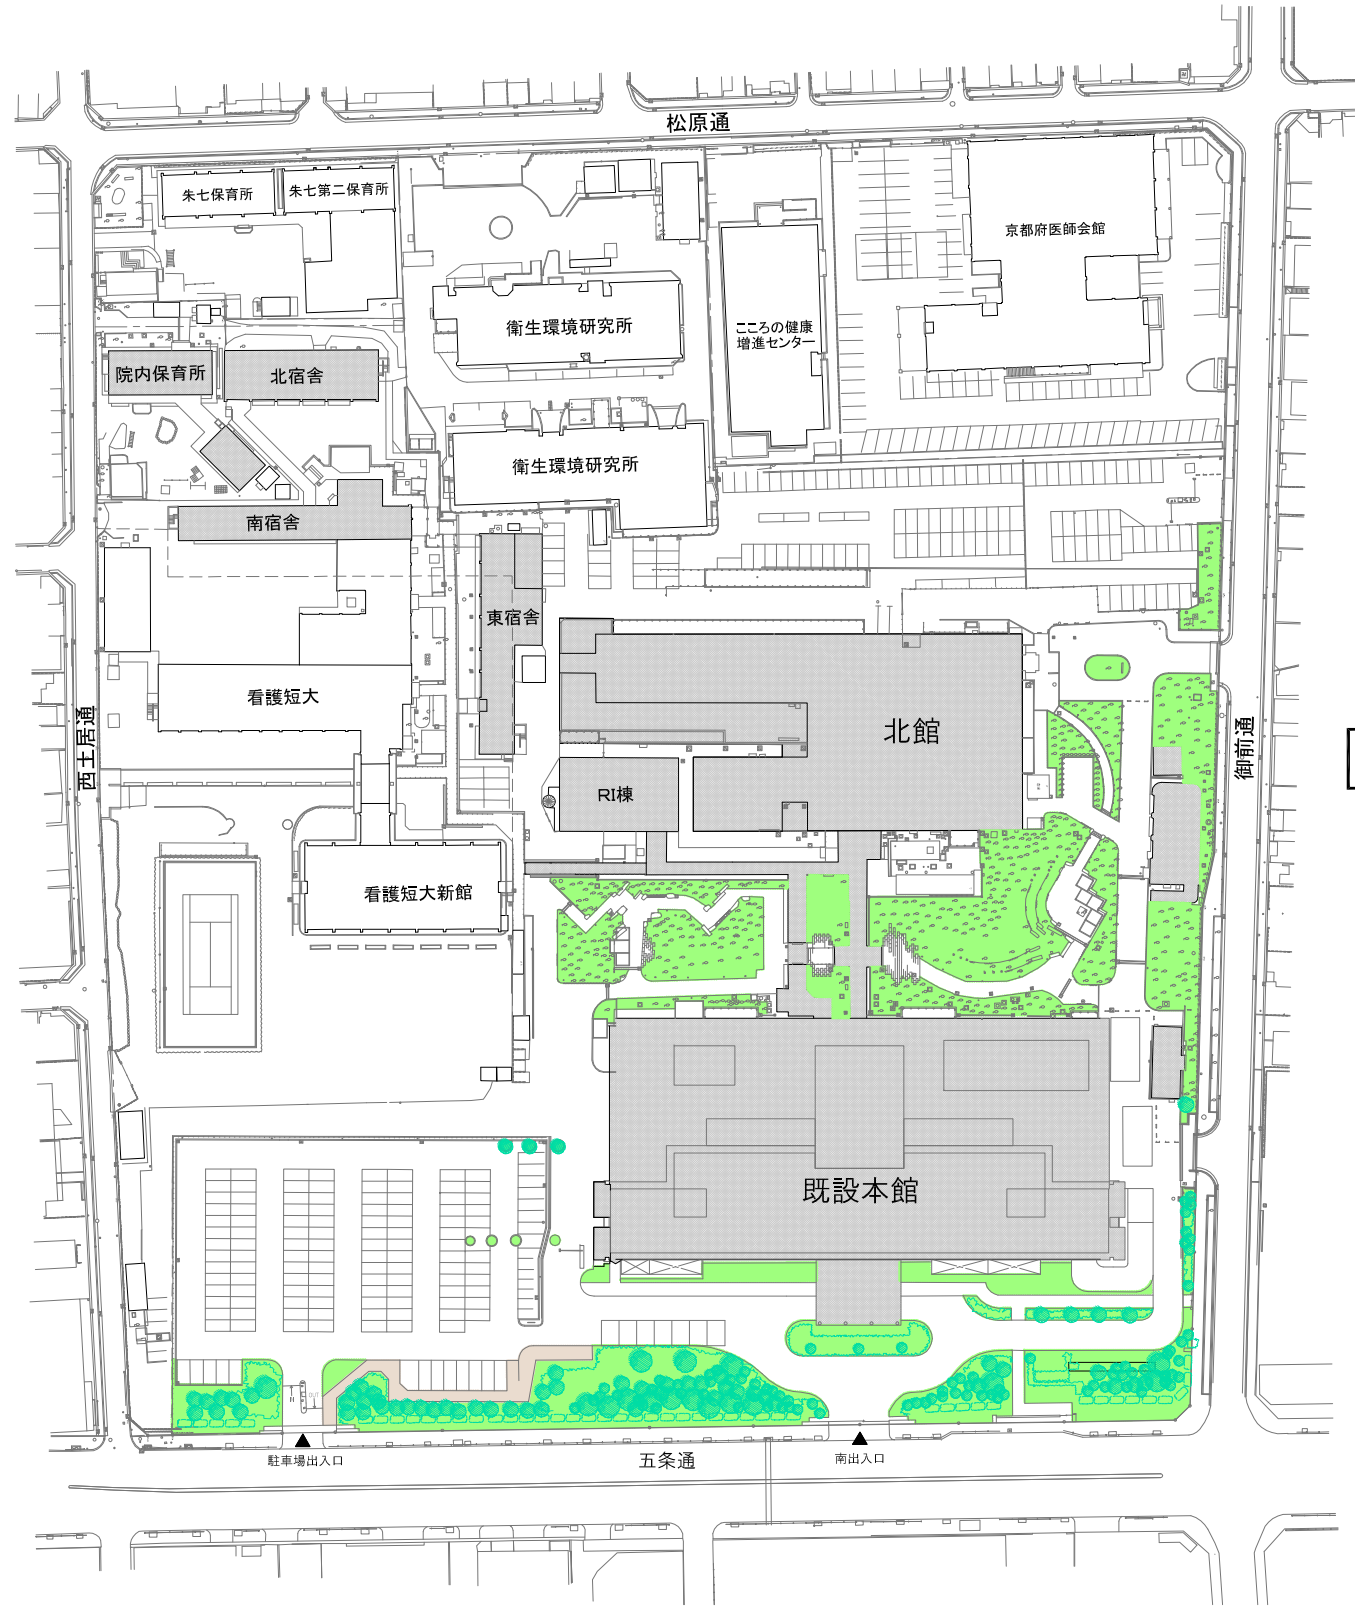 松原通
朱七保育所
朱七第二保育所
京都府医師会館
衛生環境研究所
こころの健康
増進センター
院内保育所
北宿舎
衛生環境研究所
南宿舎
東宿舎
看護短大
西土居通
北館
御前通
RI棟
看護短大新館
既設本館
OUT
駐車場出入口
五条通
南出入口